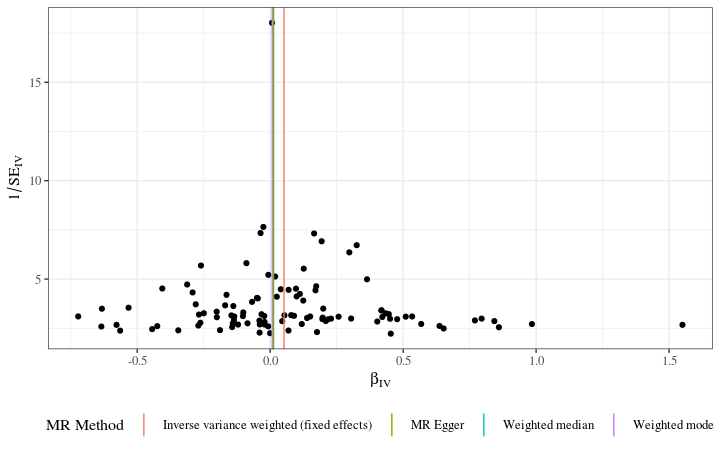 15
10
5
1/SE_IV
-0.5
0.0
0.5
1.0
1.5
β_IV
MR Method
Inverse variance weighted (fixed effects)
MR Egger
Weighted median
Weighted mode